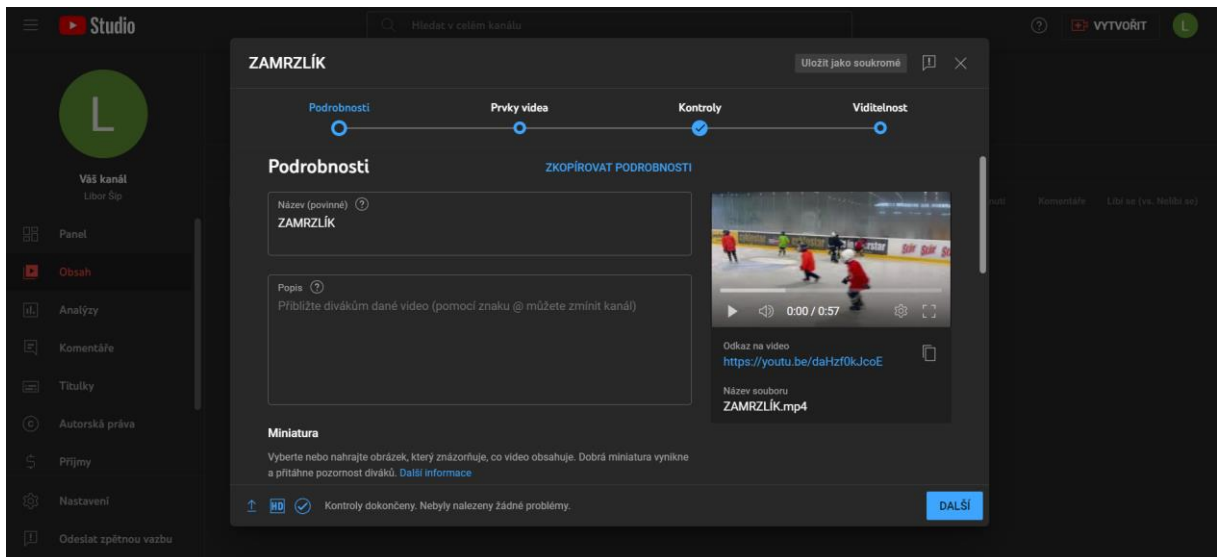 Studio
Hledat v celém kanálu
VYTVOŘIT
L
L
Váš kanál
Libor Šíp
Panel
Obsah
Analýzy
Komentáře
Titulky
Autorská práva
Příjmy
Nastavení
Odeslat zpětnou vazbu
Komentáře
Líbí se (vs. Nelíbí se)
ZAMRZLÍK
Uložit jako soukromé
Podrobnosti
Prvky videa
Kontroly
Viditelnost
Podrobnosti
ZKOPÍROVAT PODROBNOSTI
Název (povinné)
ZAMRZLÍK
Popis
Přibližte divákům dané video (pomocí znaku @ můžete zmínit kanál)
0:00 / 0:57
Odkaz na video
https://youtu.be/daHzf0kJcoE
Název souboru
ZAMRZLÍK.mp4
Miniatura
Vyberte nebo nahrajte obrázek, který znázorňuje, co video obsahuje. Dobrá miniatura vynikne
a přitáhne pozornost diváků. Další informace
HD
Kontroly dokončeny. Nebyly nalezeny žádné problémy.
DALŠÍ